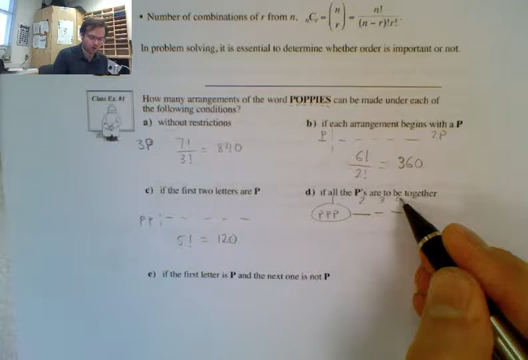 • Number of combinations of r from n. nCr = (n r) = n! / (n − r)!r! .
In problem solving, it is essential to determine whether order is important or not.
Class Ex. #1
How many arrangements of the word POPPIES can be made under each of
the following conditions?
a) without restrictions
3P 7!/3! = 840
b) if each arrangement begins with a P
P 2P
6!/2! = 360
c) if the first two letters are P
PP
5! = 120
d) if all the P's are to be together
1 2 3
PPP
e) if the first letter is P and the next one is not P